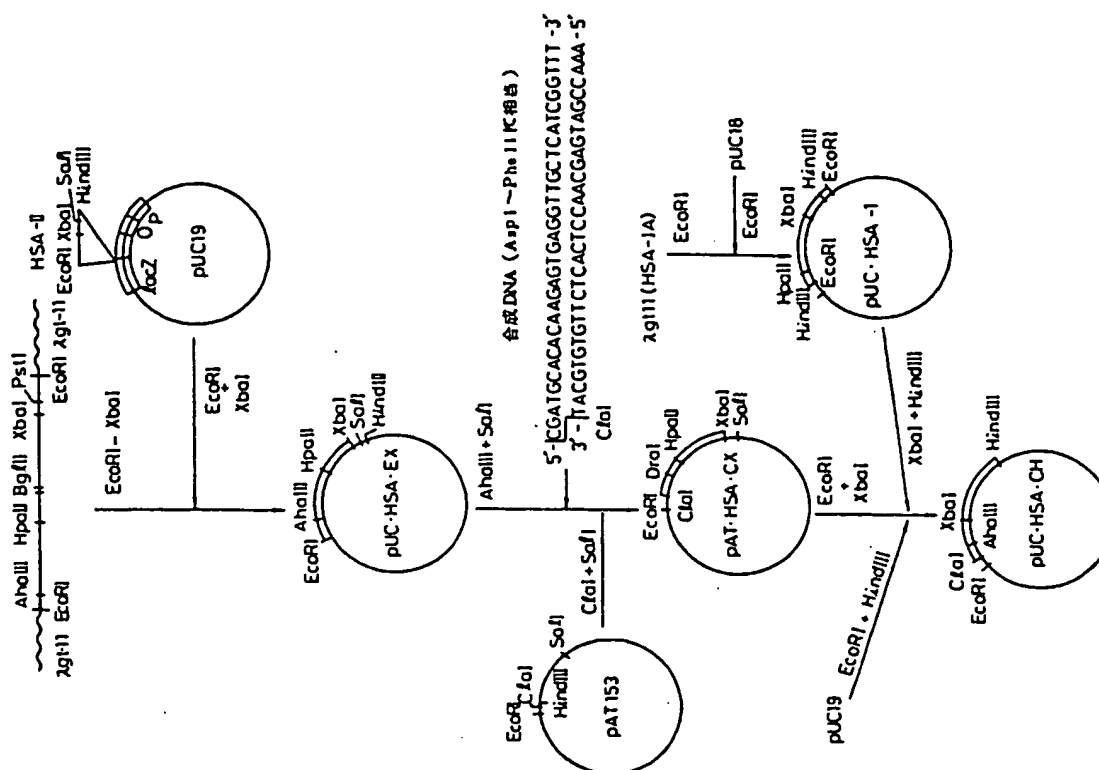 HSA-II
λgt-11 EcoRI
AhaIII HpaII BglII XbaI PstI
EcoRI λgt-11
EcoRI XbaI SalI
HindIII
lacZ O P
pUC19
EcoRI-XbaI
EcoRI
+
XbaI
EcoRI AhaIII HpaII XbaI SalI HindIII
pUC·HSA·EX
AhaIII+SalI
合成DNA (Asp1~Phe11に相当)
5'-CGATGCACACAAGAGTGAGGTTGCTCATCGGTTT-3'
3'-TACGTGTGTTCTCACTCCAACGAGTAGCCAAA-5'
ClaI
EcoRI ClaI HindIII SalI
pAT153
ClaI+SalI
EcoRI ClaI DraI HpaII XbaI SalI
pAT·HSA·CX
EcoRI
+
XbaI
λgt11(HSA-1A)
EcoRI
EcoRI
pUC18
HpaII XbaI HindIII EcoRI
HindIII EcoRI
pUC·HSA-I
XbaI+HindIII
pUC19 EcoRI+HindIII
EcoRI ClaI AhaIII XbaI HindIII
pUC·HSA·CH